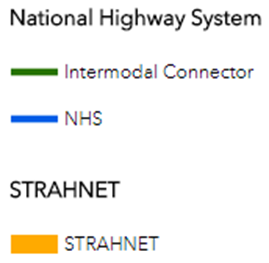 National Highway System
Intermodal Connector
NHS
STRAHNET
STRAHNET